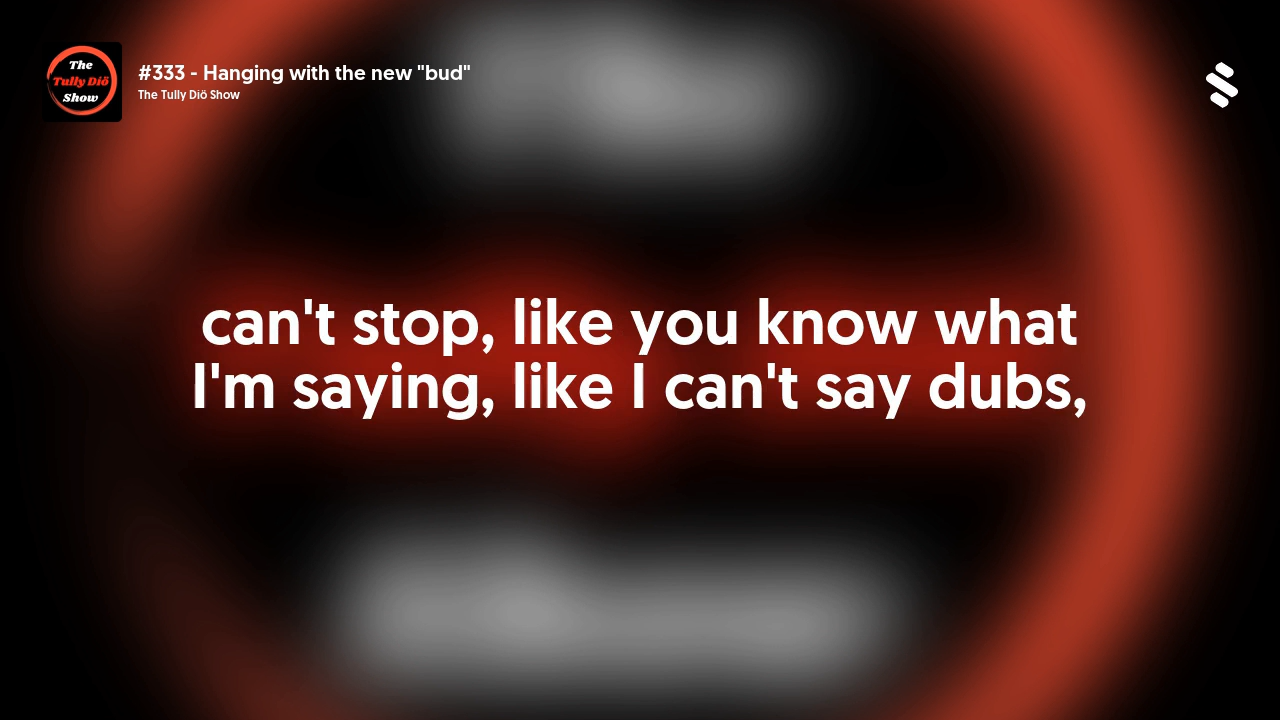 The
Tully Diö
Show
#333 - Hanging with the new "bud"
The Tully Diö Show
can't stop, like you know what
I'm saying, like I can't say dubs,